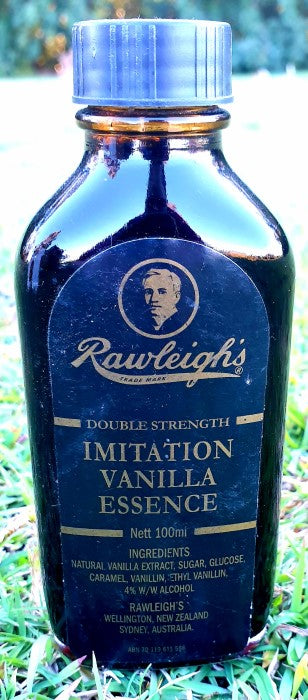 Rawleigh's ®
TRADE MARK
DOUBLE STRENGTH
IMITATION
VANILLA
ESSENCE
Nett 100ml
INGREDIENTS
NATURAL VANILLA EXTRACT, SUGAR, GLUCOSE,
CARAMEL, VANILLIN, ETHYL VANILLIN,
4% W/W ALCOHOL
RAWLEIGH'S
WELLINGTON, NEW ZEALAND
SYDNEY, AUSTRALIA.
ABN